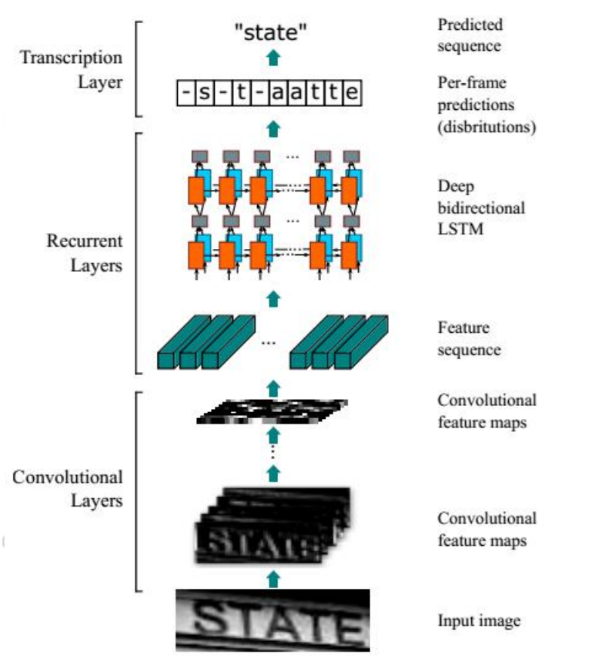 "state"
Predicted
sequence
Transcription
Layer
-s-t-aatte
Per-frame
predictions
(disbritutions)
Recurrent
Layers
Deep
bidirectional
LSTM
...
...
Feature
sequence
...
Convolutional
Layers
Convolutional
feature maps
STATE
Convolutional
feature maps
STATE
Input image